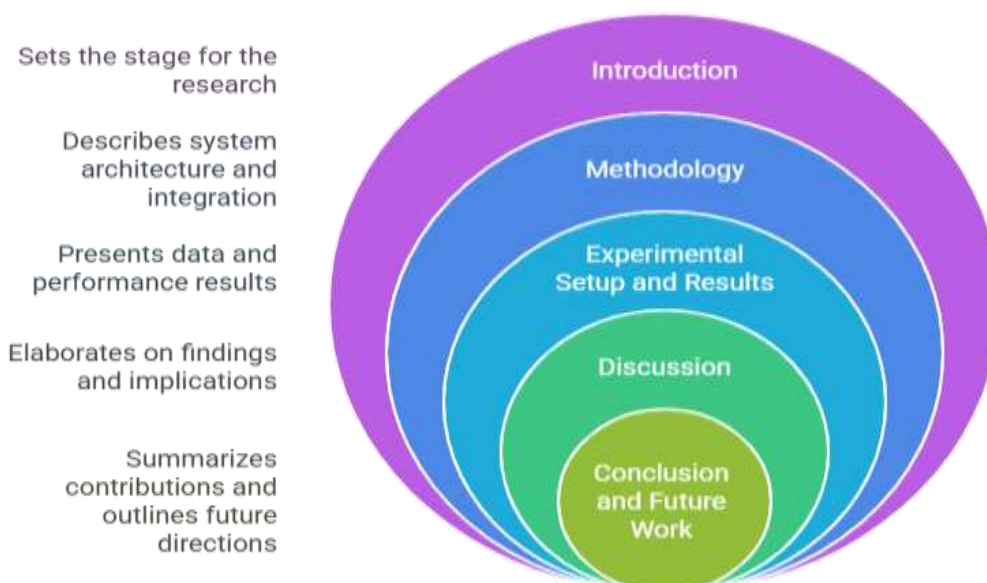 Sets the stage for the
research
Introduction
Describes system
architecture and
integration
Methodology
Presents data and
performance results
Experimental
Setup and Results
Elaborates on findings
and implications
Discussion
Summarizes
contributions and
outlines future
directions
Conclusion
and Future
Work